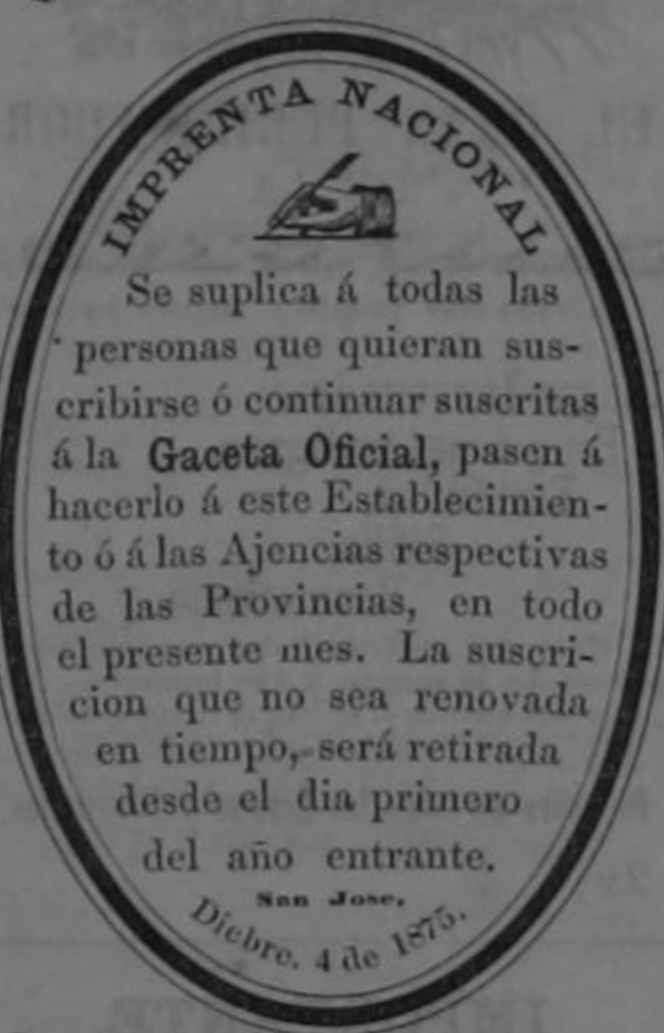 IMPRENTA NACIONAL
Se suplica á todas las
personas que quieran sus-
cribirse ó continuar suscritas
á la Gaceta Oficial, pasen á
hacerlo á este Establecimien-
to ó á las Ajencias respectivas
de las Provincias, en todo
el presente mes. La suscri-
cion que no sea renovada
en tiempo, será retirada
desde el dia primero
del año entrante.
San Jose.
Dicbre. 4 de 1875.